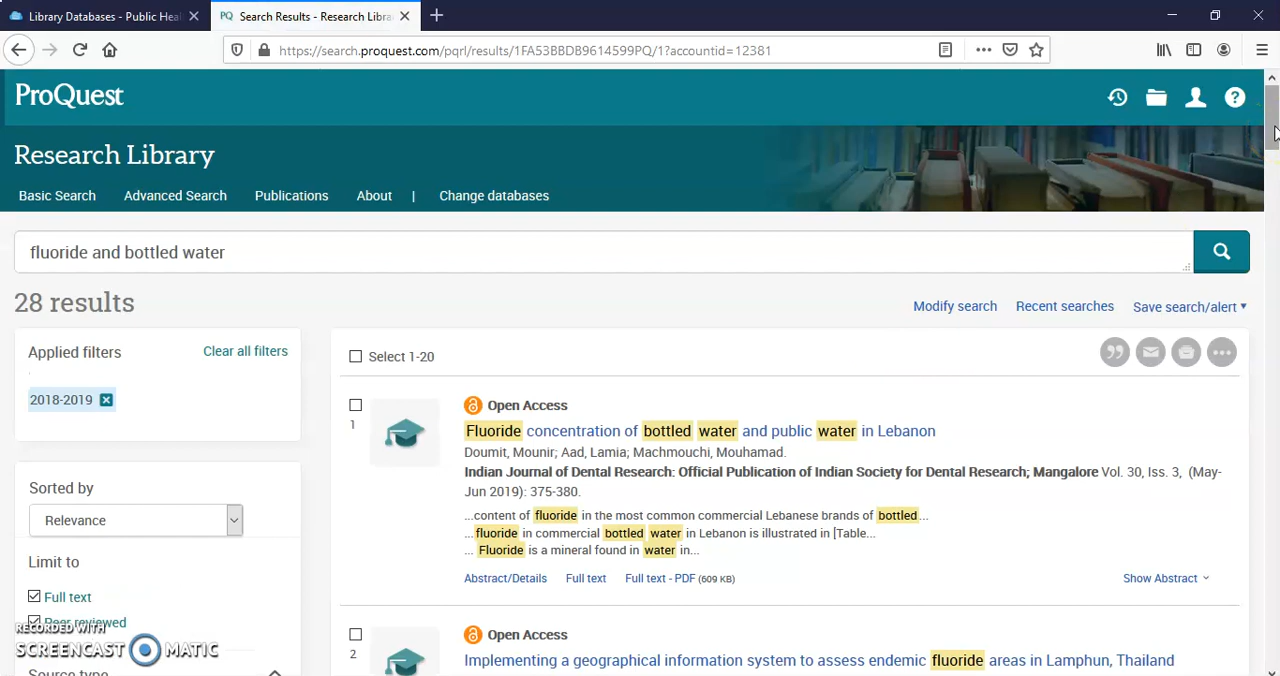 Library Databases - Public Heal
PQ Search Results - Research Libra
https://search.proquest.com/pqrl/results/1FA53BBDB9614599PQ/1?accountid=12381
ProQuest
Research Library
Basic Search Advanced Search Publications About | Change databases
fluoride and bottled water
28 results
Modify search Recent searches Save search/alert
Applied filters Clear all filters
2018-2019
Select 1-20
Open Access
1
Fluoride concentration of bottled water and public water in Lebanon
Doumit, Mounir; Aad, Lamia; Machmouchi, Mouhamad.
Indian Journal of Dental Research: Official Publication of Indian Society for Dental Research; Mangalore Vol. 30, Iss. 3, (May-
Jun 2019): 375-380.
...content of fluoride in the most common commercial Lebanese brands of bottled...
...fluoride in commercial bottled water in Lebanon is illustrated in [Table...
... Fluoride is a mineral found in water in...
Abstract/Details Full text Full text - PDF (609 KB) Show Abstract
Sorted by
Relevance
Limit to
Full text
Peer reviewed
RECORDED WITH
SCREENCAST MATIC
Source type
Open Access
2
Implementing a geographical information system to assess endemic fluoride areas in Lamphun, Thailand